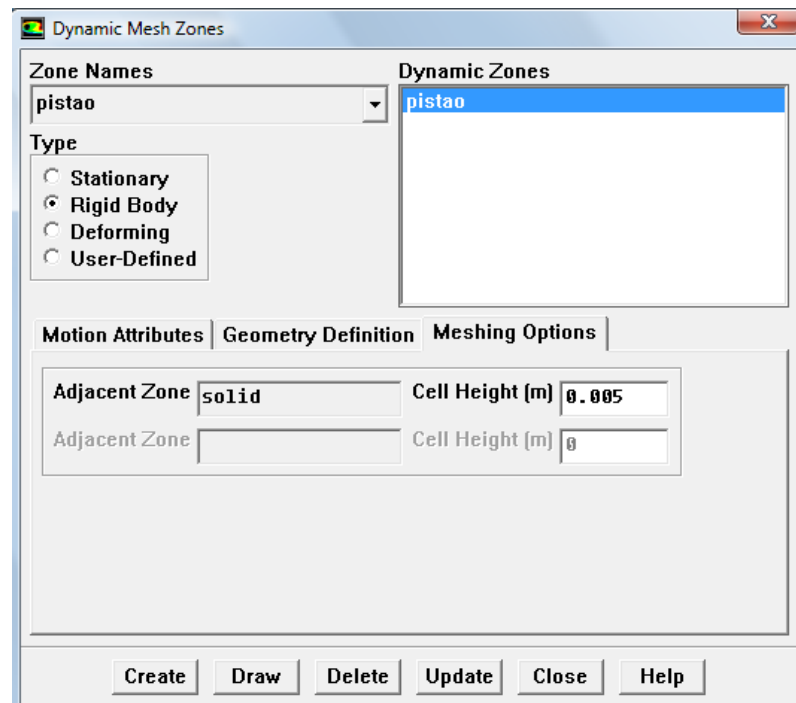 Dynamic Mesh Zones
Zone Names
pistao
Type
Stationary
Rigid Body
Deforming
User-Defined
Dynamic Zones
pistao
Motion Attributes Geometry Definition Meshing Options
Adjacent Zone solid Cell Height (m) 0.005
Adjacent Zone Cell Height (m) 0
Create Draw Delete Update Close Help